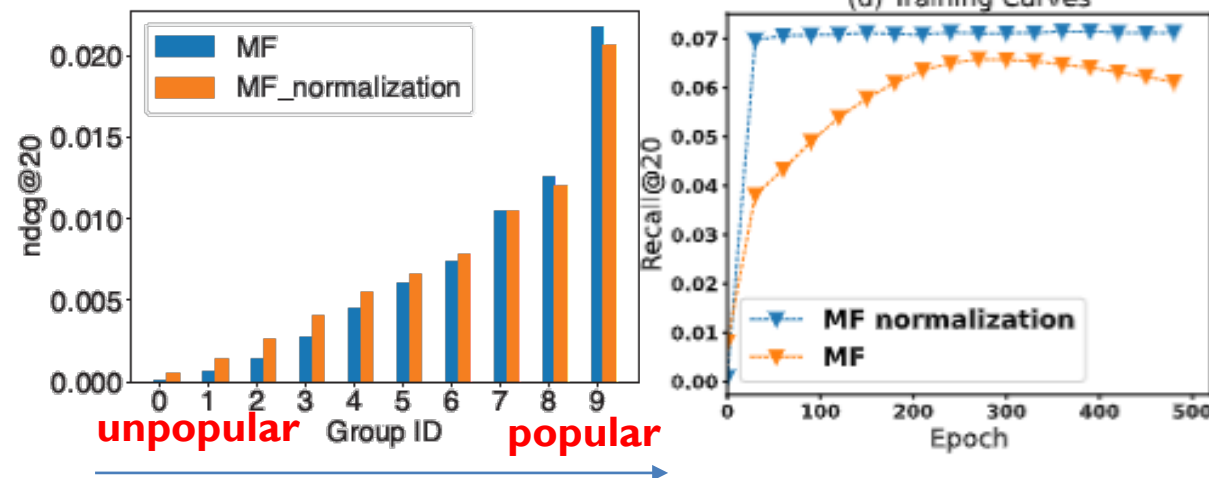 (d) Training Curves
MF
MF_normalization
ndcg@20
0.020
0.015
0.010
0.005
0.000
0 1 2 3 4 5 6 7 8 9
unpopular Group ID popular
Recall@20
0.07
0.06
0.05
0.04
0.03
0.02
0.01
0.00
MF normalization
MF
0 100 200 300 400 500
Epoch